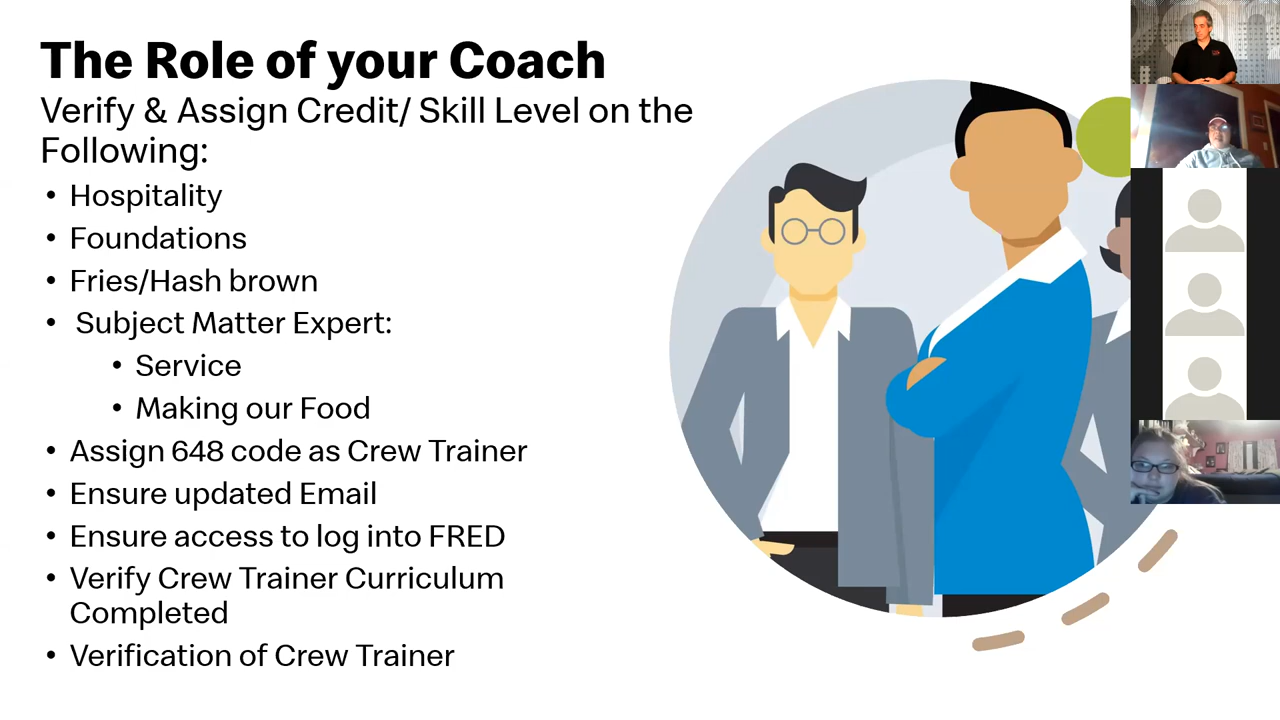 The Role of your Coach
Verify & Assign Credit/ Skill Level on the
Following:
• Hospitality
• Foundations
• Fries/Hash brown
• Subject Matter Expert:
• Service
• Making our Food
• Assign 648 code as Crew Trainer
• Ensure updated Email
• Ensure access to log into FRED
• Verify Crew Trainer Curriculum
Completed
• Verification of Crew Trainer